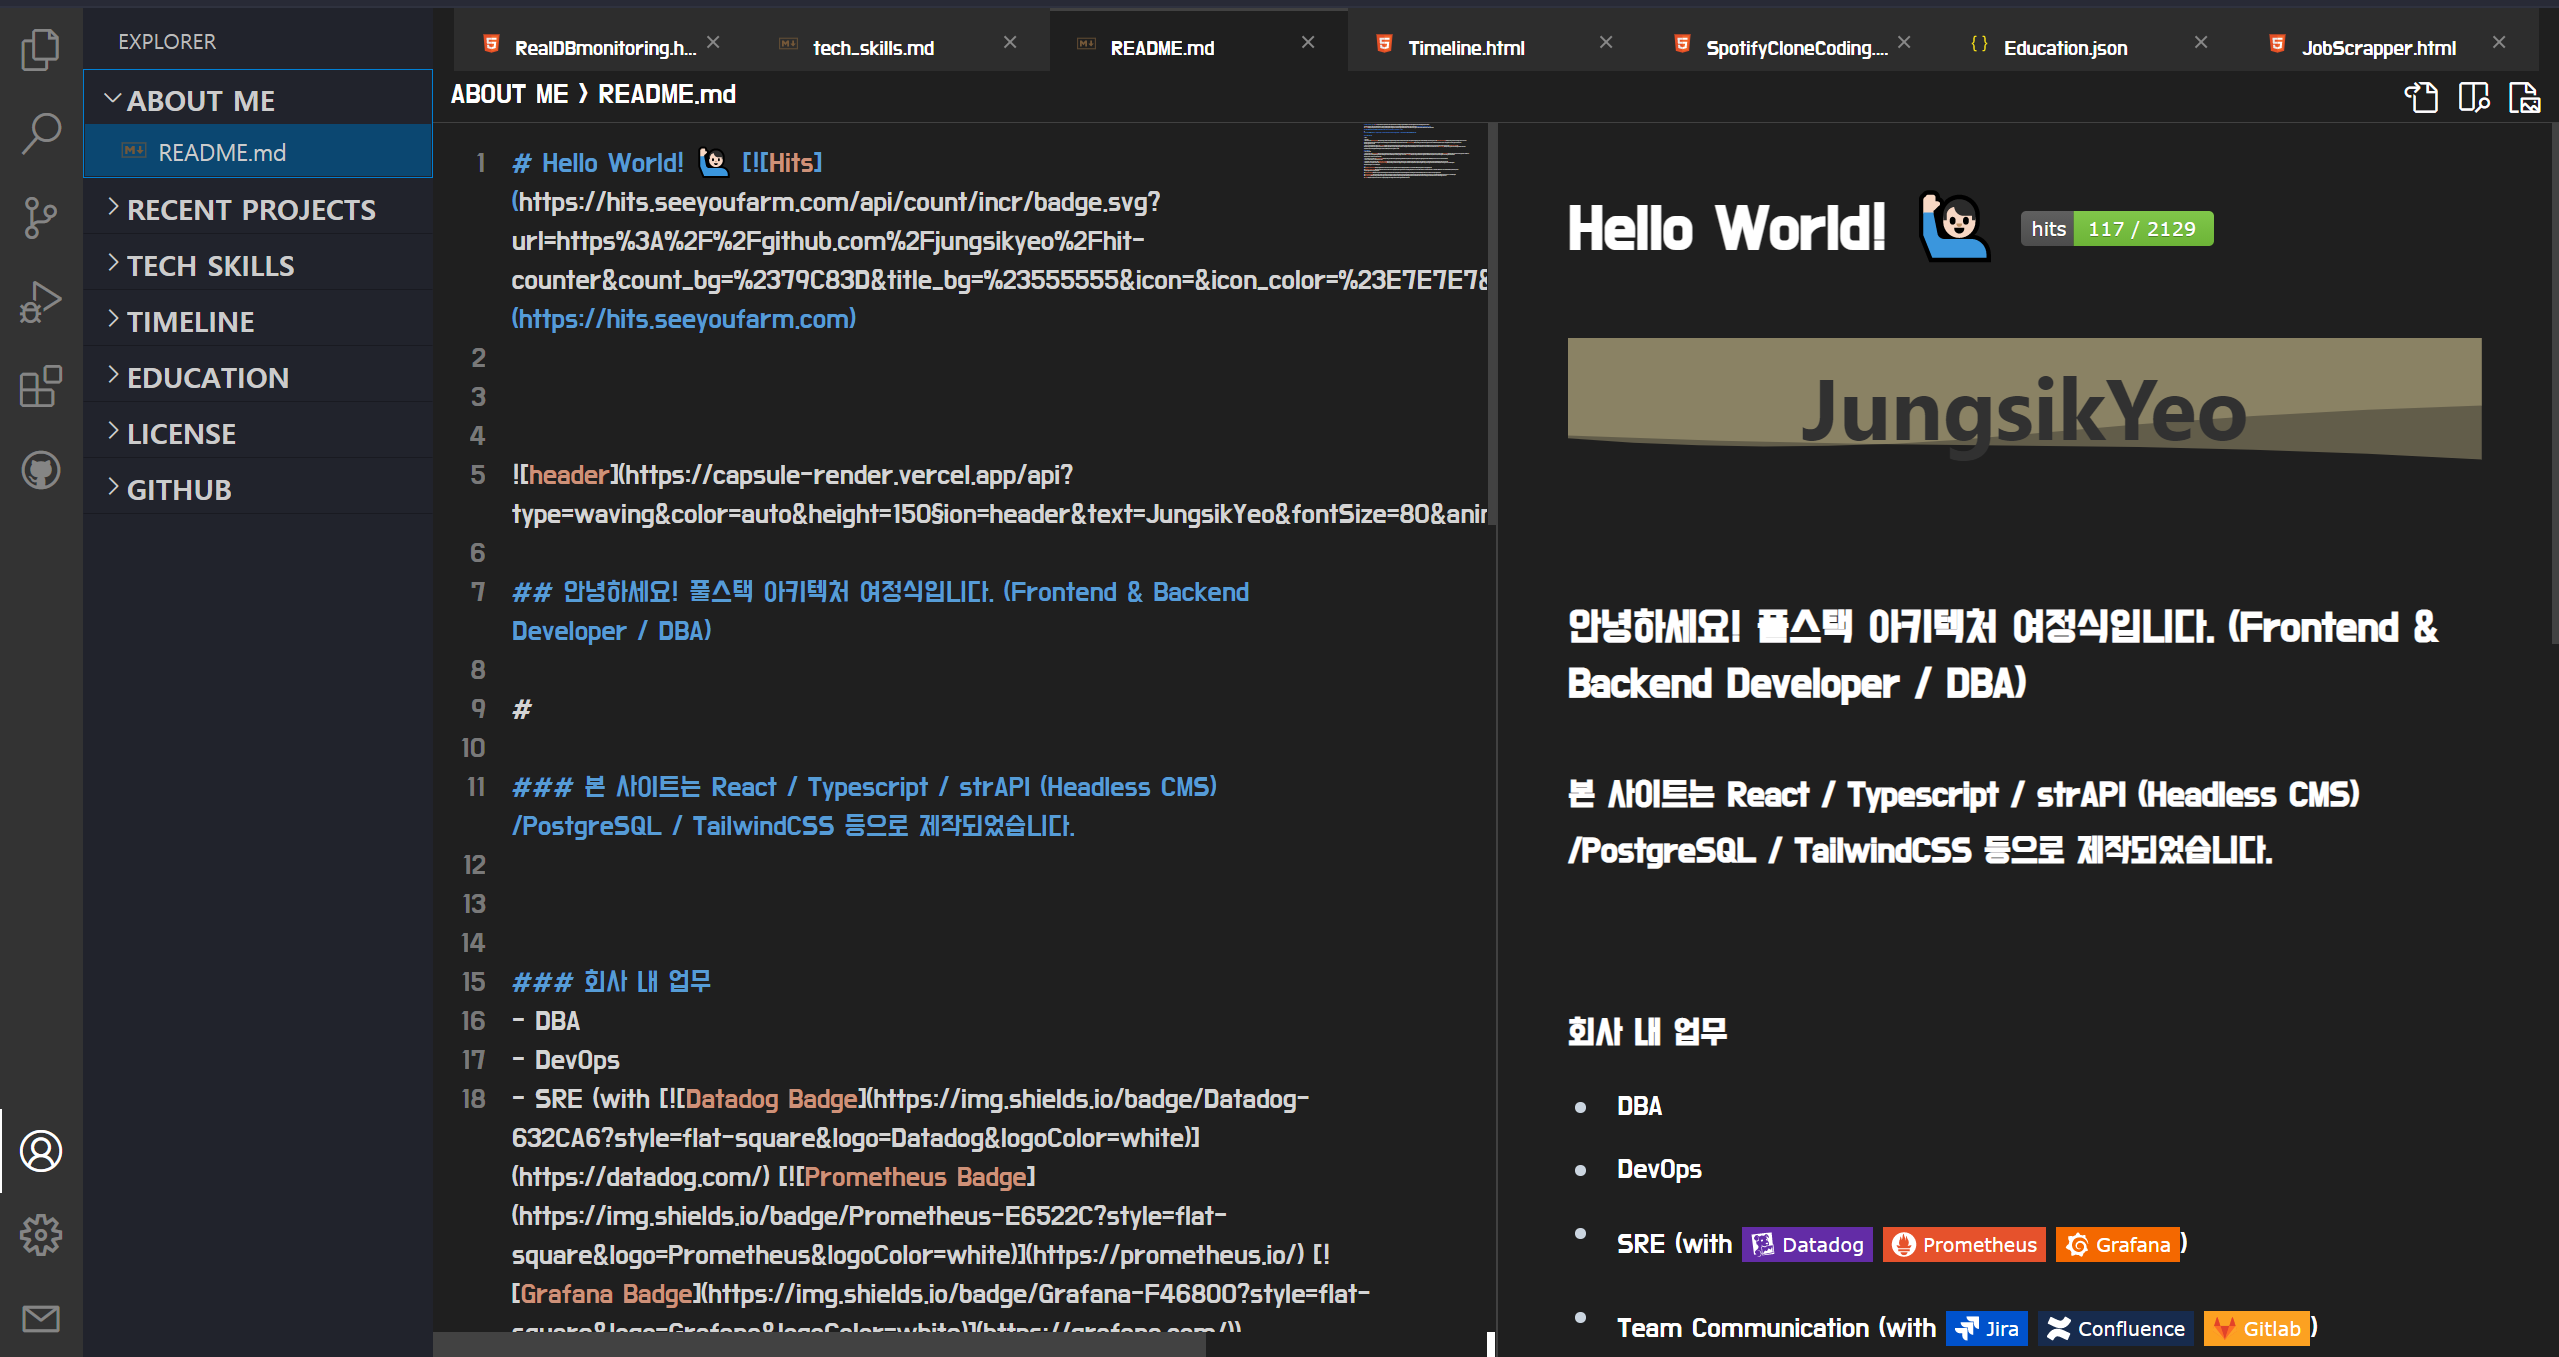 EXPLORER
ABOUT ME
README.md
RECENT PROJECTS
TECH SKILLS
TIMELINE
EDUCATION
LICENSE
GITHUB
RealDBmonitoring.h...
tech_skills.md
README.md
Timeline.html
SpotifyCloneCoding....
{ } Education.json
JobScrapper.html
ABOUT ME > README.md
1 # Hello World! 🙋🏻‍♂️ [![Hits]
(https://hits.seeyoufarm.com/api/count/incr/badge.svg?
url=https%3A%2F%2Fgithub.com%2Fjungsikyeo%2Fhit-
counter&count_bg=%2379C83D&title_bg=%23555555&icon=&icon_color=%23E7E7E7&
(https://hits.seeyoufarm.com)
2
3
4
5 ![header](https://capsule-render.vercel.app/api?
type=waving&color=auto&height=150§ion=header&text=JungsikYeo&fontSize=80&anim
6
7 ## 안녕하세요! 풀스택 아키텍처 여정식입니다. (Frontend & Backend
Developer / DBA)
8
9 #
10
11 ### 본 사이트는 React / Typescript / strAPI (Headless CMS)
/PostgreSQL / TailwindCSS 등으로 제작되었습니다.
12
13
14
15 ### 회사 내 업무
16 - DBA
17 - DevOps
18 - SRE (with [![Datadog Badge](https://img.shields.io/badge/Datadog-
632CA6?style=flat-square&logo=Datadog&logoColor=white)]
(https://datadog.com/) [![Prometheus Badge]
(https://img.shields.io/badge/Prometheus-E6522C?style=flat-
square&logo=Prometheus&logoColor=white)](https://prometheus.io/) [!
[Grafana Badge](https://img.shields.io/badge/Grafana-F46800?style=flat-
square&logo=Grafana&logoColor=white)](https://grafana.com/))
Hello World! 🙋🏻‍♂️ hits 117 / 2129
JungsikYeo
안녕하세요! 풀스택 아키텍처 여정식입니다. (Frontend &
Backend Developer / DBA)
본 사이트는 React / Typescript / strAPI (Headless CMS)
/PostgreSQL / TailwindCSS 등으로 제작되었습니다.
회사 내 업무
• DBA
• DevOps
• SRE (with Datadog Prometheus Grafana)
• Team Communication (with Jira Confluence Gitlab)